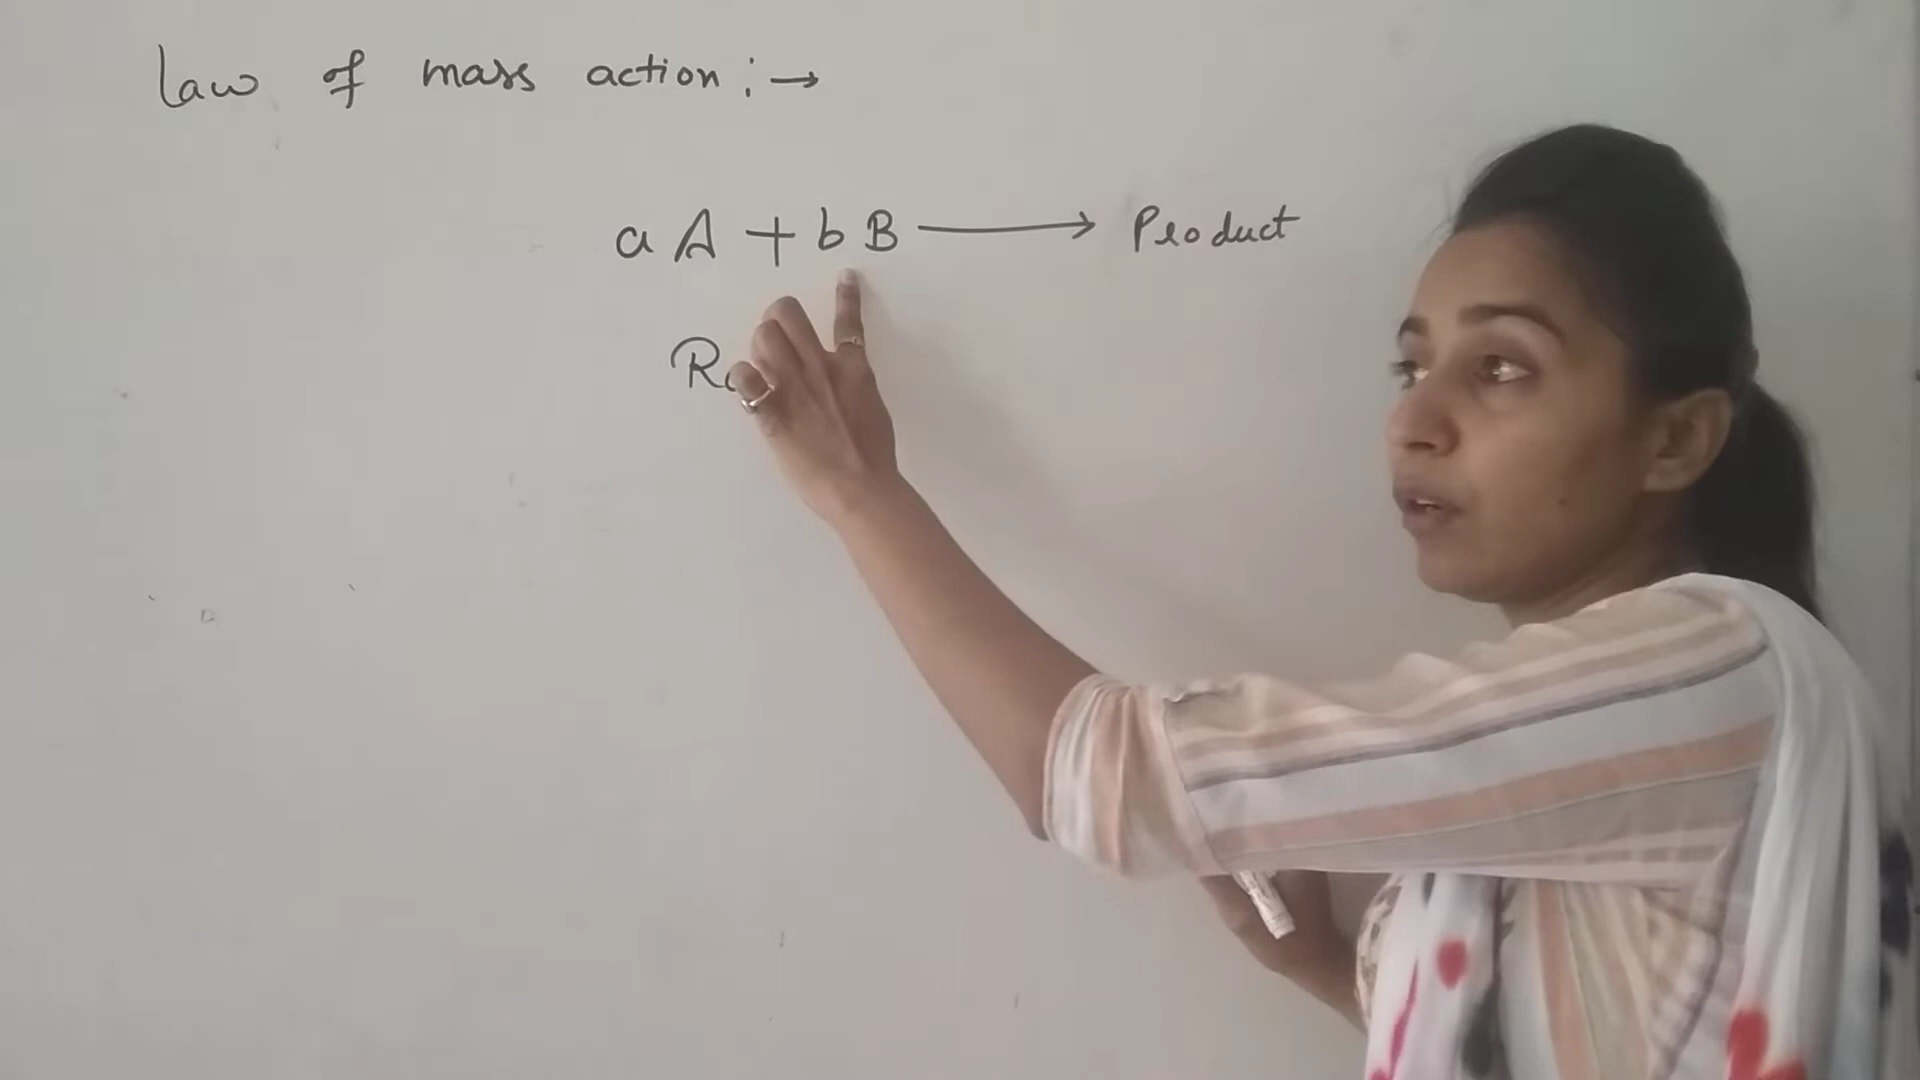 Law of mass action :→
a A + b B ⟶ Product